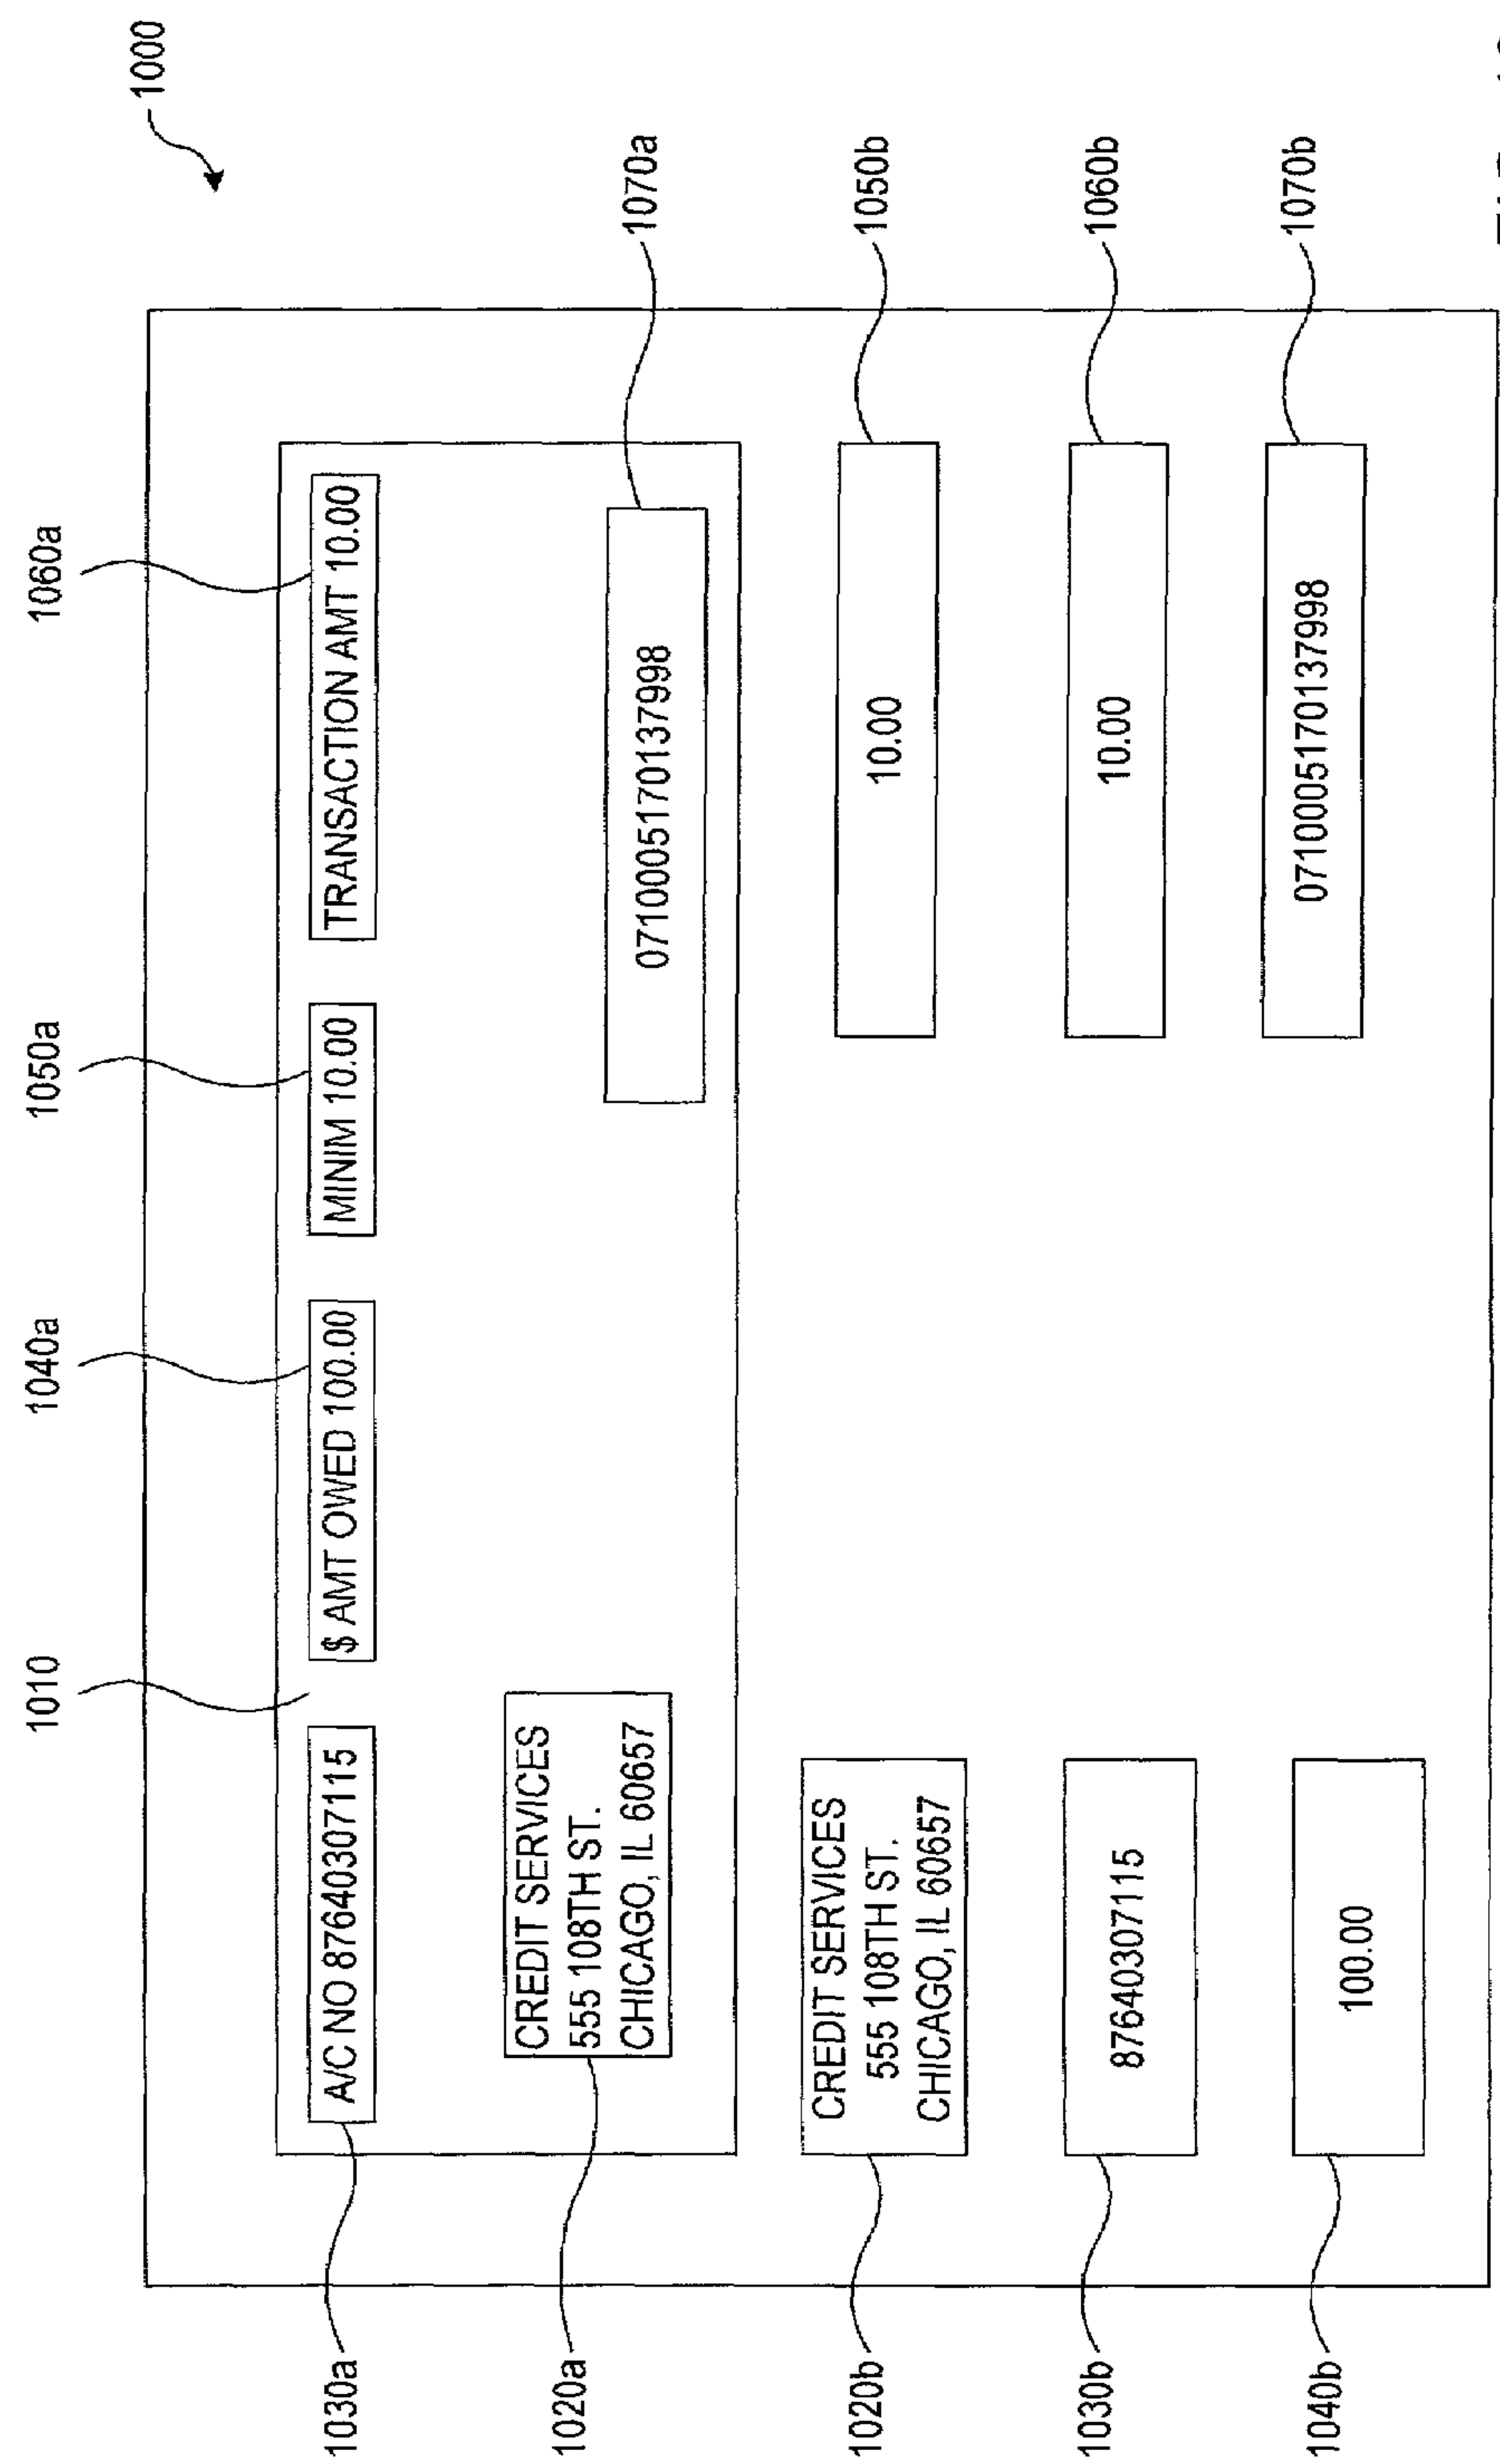 1000
1010
1040a
1050a
1060a
1030a
A/C NO 87640307115
$ AMT OWED 100.00
MINIM 10.00
TRANSACTION AMT 10.00
1020a
CREDIT SERVICES
555 108TH ST.
CHICAGO, IL 60657
0710005170137998
1070a
1020b
CREDIT SERVICES
555 108TH ST.
CHICAGO, IL 60657
10.00
1050b
1030b
87640307115
10.00
1060b
1040b
100.00
0710005170137998
1070b